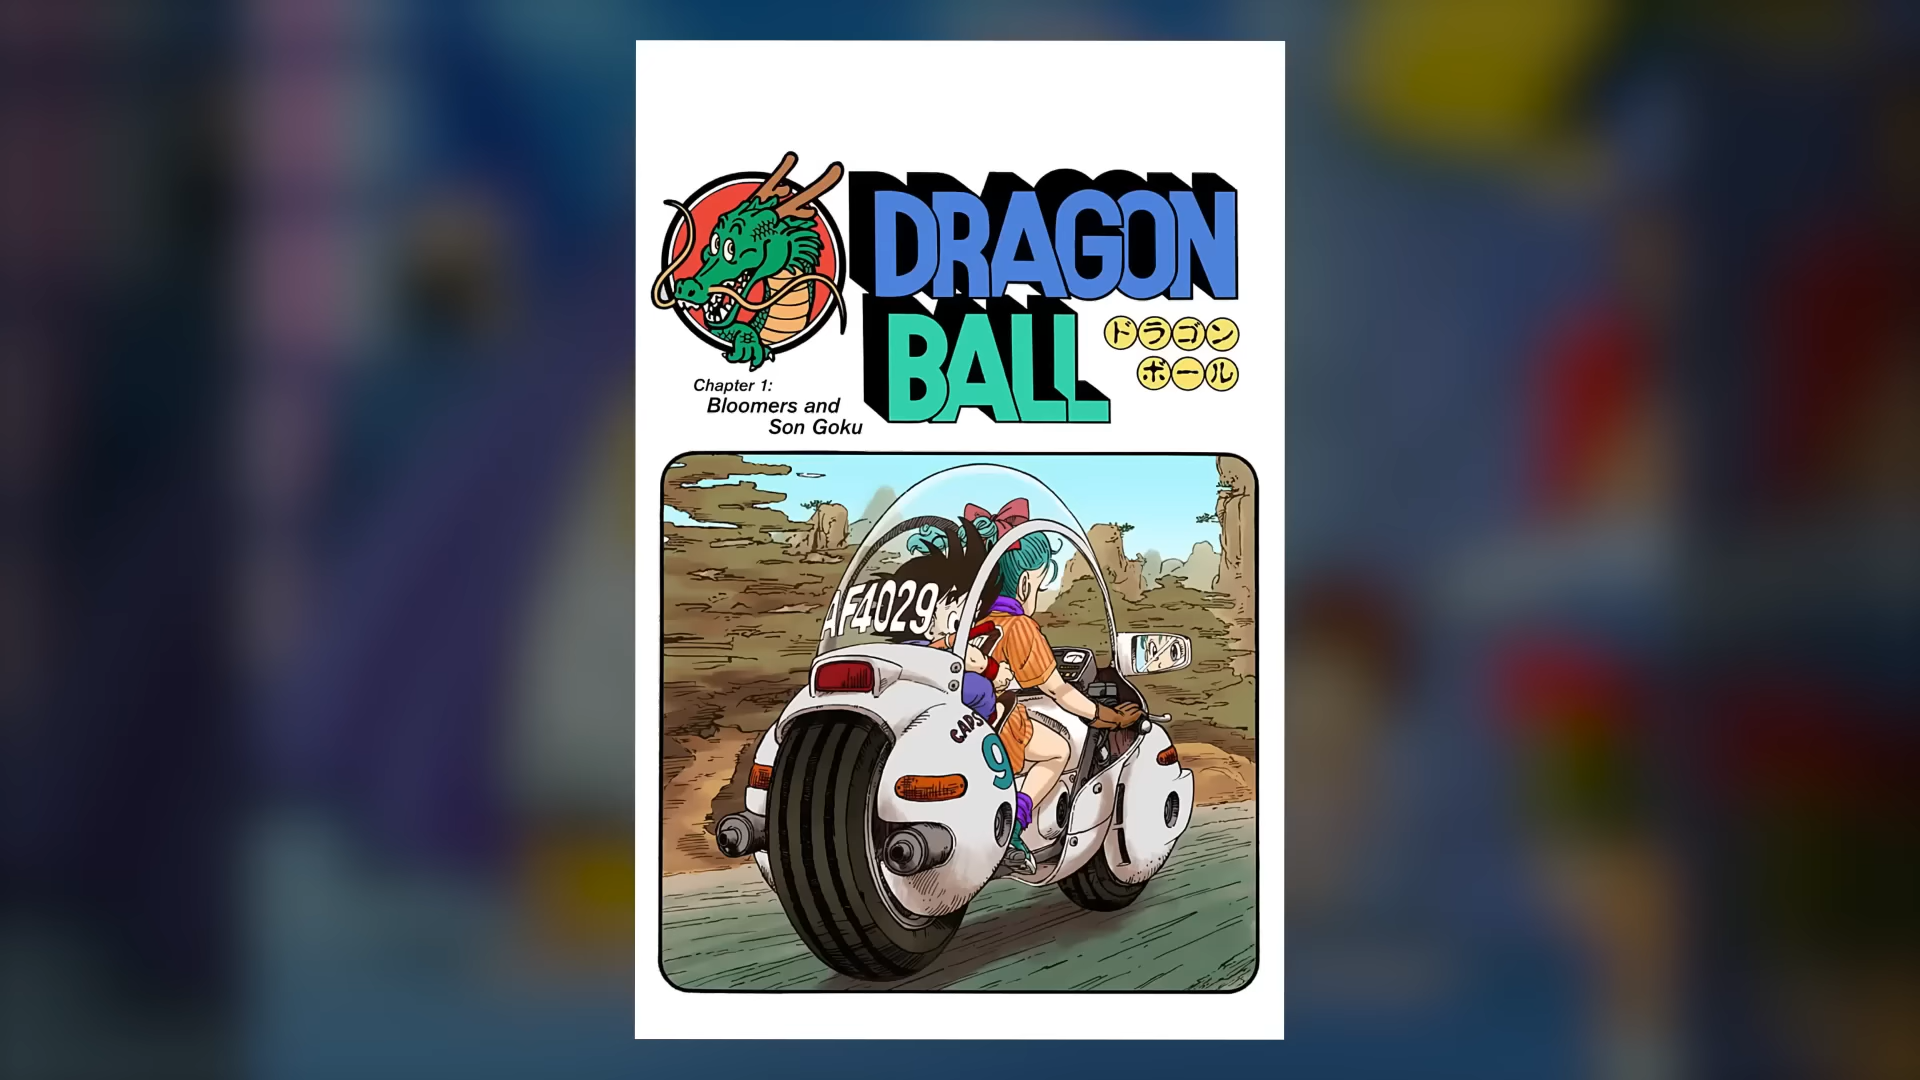 DRAGON
BALL
ドラゴン
ボール
Chapter 1:
Bloomers and
Son Goku
AF4029
CAPS
9